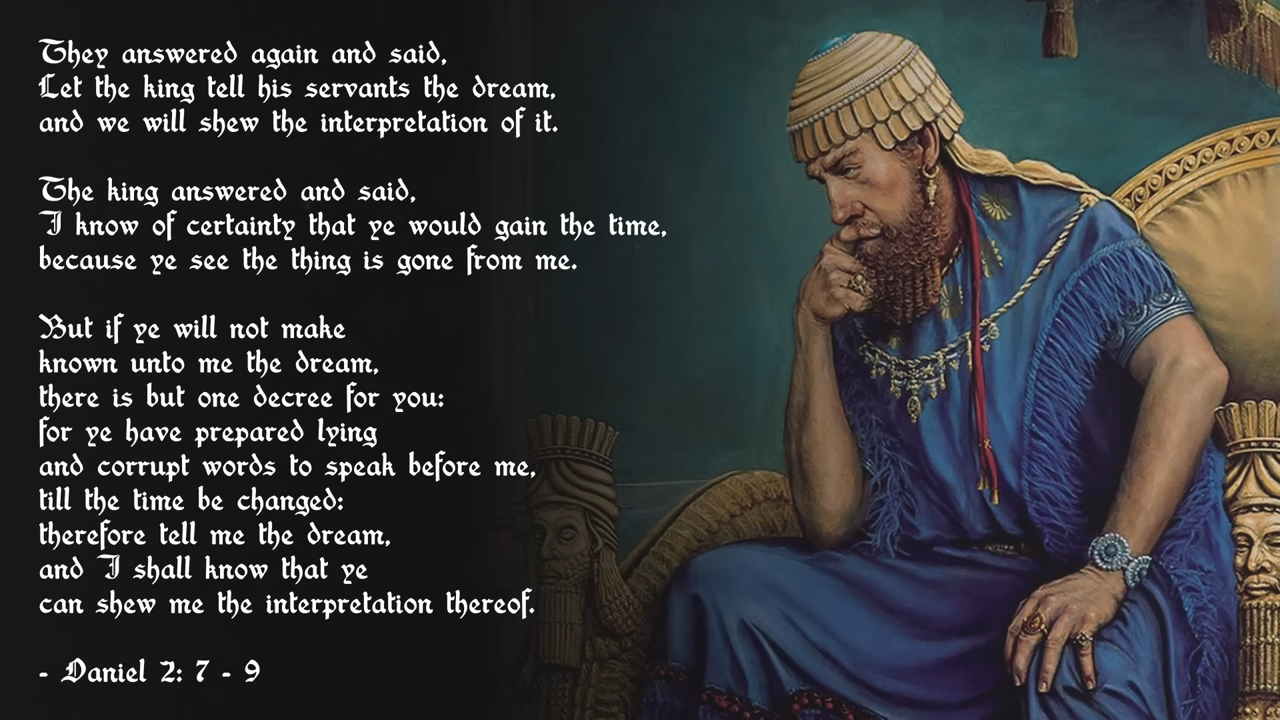 They answered again and said,
Let the king tell his servants the dream,
and we will shew the interpretation of it.
The king answered and said,
I know of certainty that ye would gain the time,
because ye see the thing is gone from me.
But if ye will not make
known unto me the dream,
there is but one decree for you:
for ye have prepared lying
and corrupt words to speak before me,
till the time be changed:
therefore tell me the dream,
and I shall know that ye
can shew me the interpretation thereof.
- Daniel 2: 7 - 9